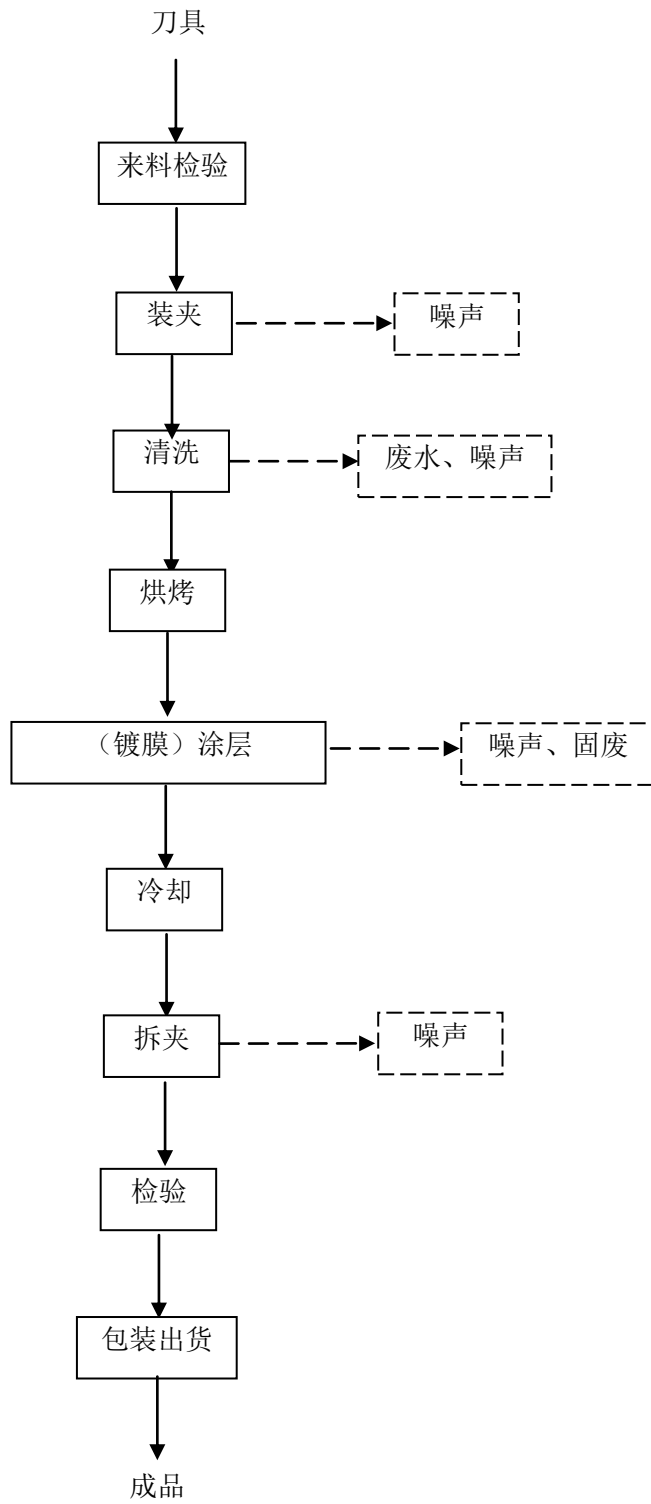 刀具
来料检验
装夹
噪声
清洗
废水、噪声
烘烤
（镀膜）涂层
噪声、固废
冷却
拆夹
噪声
检验
包装出货
成品